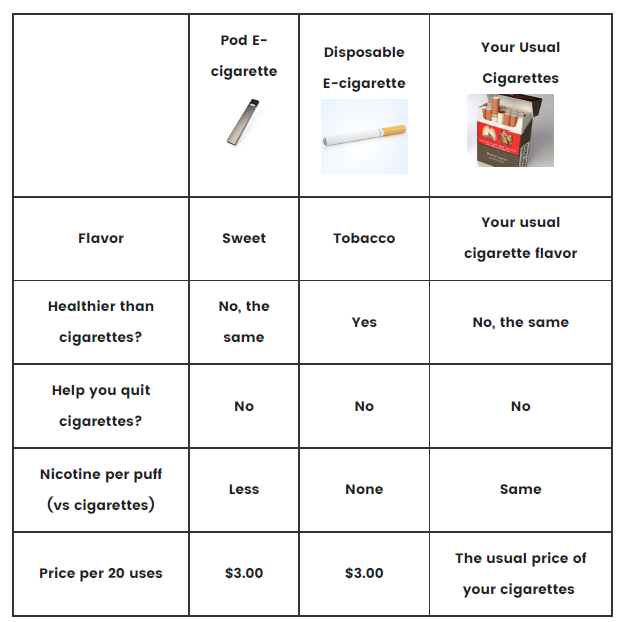 Pod E-
cigarette
Disposable
E-cigarette
Your Usual
Cigarettes
Flavor
Sweet
Tobacco
Your usual
cigarette flavor
Healthier than
cigarettes?
No, the
same
Yes
No, the same
Help you quit
cigarettes?
No
No
No
Nicotine per puff
(vs cigarettes)
Less
None
Same
Price per 20 uses
$3.00
$3.00
The usual price of
your cigarettes